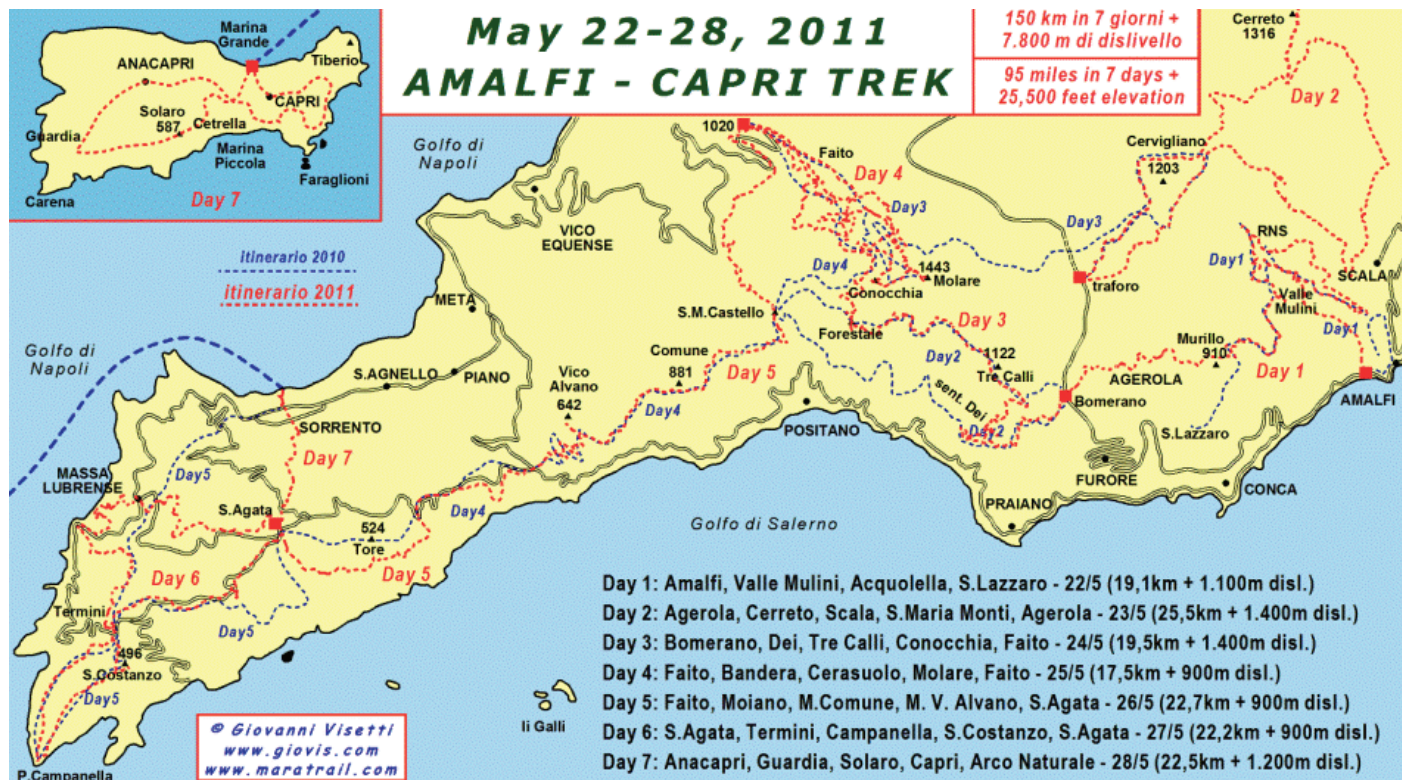 May 22-28, 2011
AMALFI - CAPRI TREK
150 km in 7 giorni +
7.800 m di dislivello
95 miles in 7 days +
25,500 feet elevation
Marina
Grande
Tiberio
ANACAPRI
CAPRI
Solaro
587
Cetrella
Guardia
Marina
Piccola
Faraglioni
Carena
Day 7
Cerreto
1316
Day 2
Golfo di
Napoli
1020
Faito
Day 4
Cervigliano
1203
Day3
Day3
VICO
EQUENSE
RNS
Day1
SCALA
itinerario 2010
itinerario 2011
Day4
1443
Molare
Conocchia
traforo
Valle
Mulini
META
S.M.Castello
Forestale
Day 3
Day1
Golfo di
Napoli
Comune
881
Day 5
Day2
1122
Tre Calli
Murillo
910
Day 1
S.AGNELLO
PIANO
Vico
Alvano
642
Day4
sent. Dei
AGEROLA
Bomerano
AMALFI
SORRENTO
POSITANO
Day2
S.Lazzaro
Day 7
Day5
MASSA
LUBRENSE
FURORE
CONCA
S.Agata
524
Tore
Day4
PRAIANO
Golfo di Salerno
Day 6
Day 5
Termini
Day5
496
S.Costanzo
Day5
li Galli
P.Campanella
© Giovanni Visetti
www.giovis.com
www.maratrail.com
Day 1: Amalfi, Valle Mulini, Acquolella, S.Lazzaro - 22/5 (19,1km + 1.100m disl.)
Day 2: Agerola, Cerreto, Scala, S.Maria Monti, Agerola - 23/5 (25,5km + 1.400m disl.)
Day 3: Bomerano, Dei, Tre Calli, Conocchia, Faito - 24/5 (19,5km + 1.400m disl.)
Day 4: Faito, Bandera, Cerasuolo, Molare, Faito - 25/5 (17,5km + 900m disl.)
Day 5: Faito, Moiano, M.Comune, M. V. Alvano, S.Agata - 26/5 (22,7km + 900m disl.)
Day 6: S.Agata, Termini, Campanella, S.Costanzo, S.Agata - 27/5 (22,2km + 900m disl.)
Day 7: Anacapri, Guardia, Solaro, Capri, Arco Naturale - 28/5 (22,5km + 1.200m disl.)